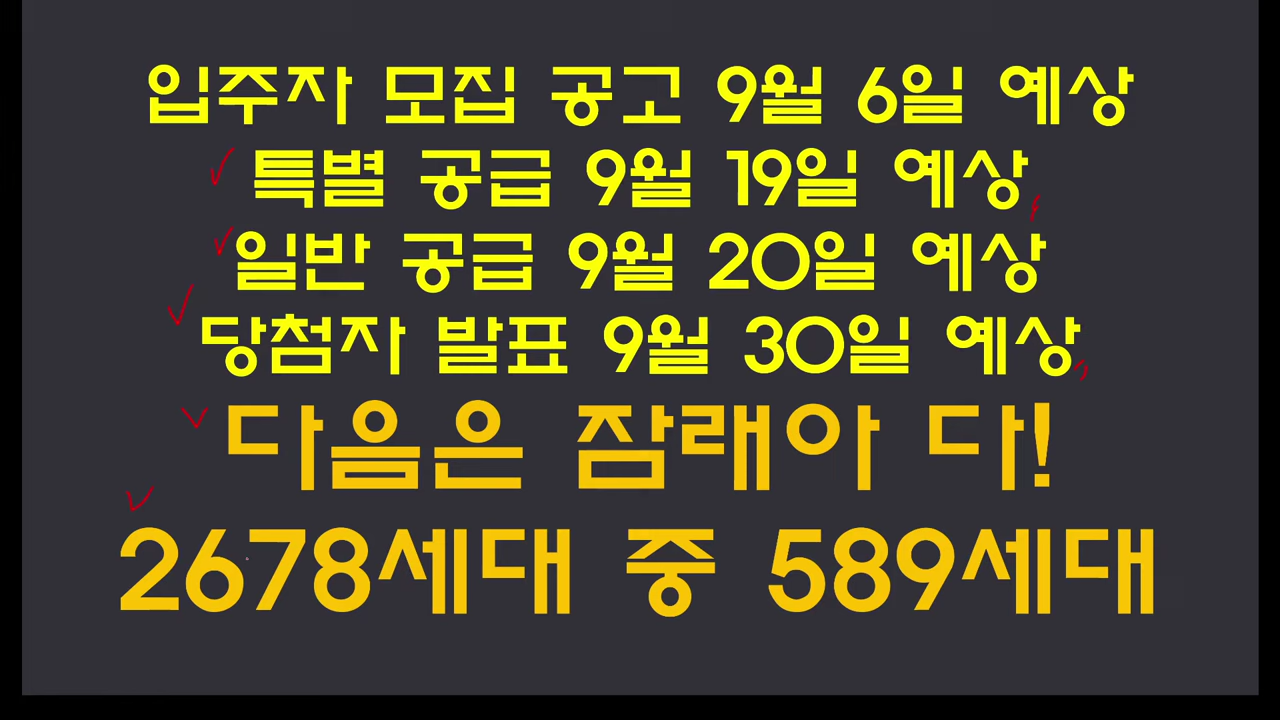 입주자 모집 공고 9월 6일 예상
특별 공급 9월 19일 예상
일반 공급 9월 20일 예상
당첨자 발표 9월 30일 예상
다음은 잠래아 다!
2678세대 중 589세대